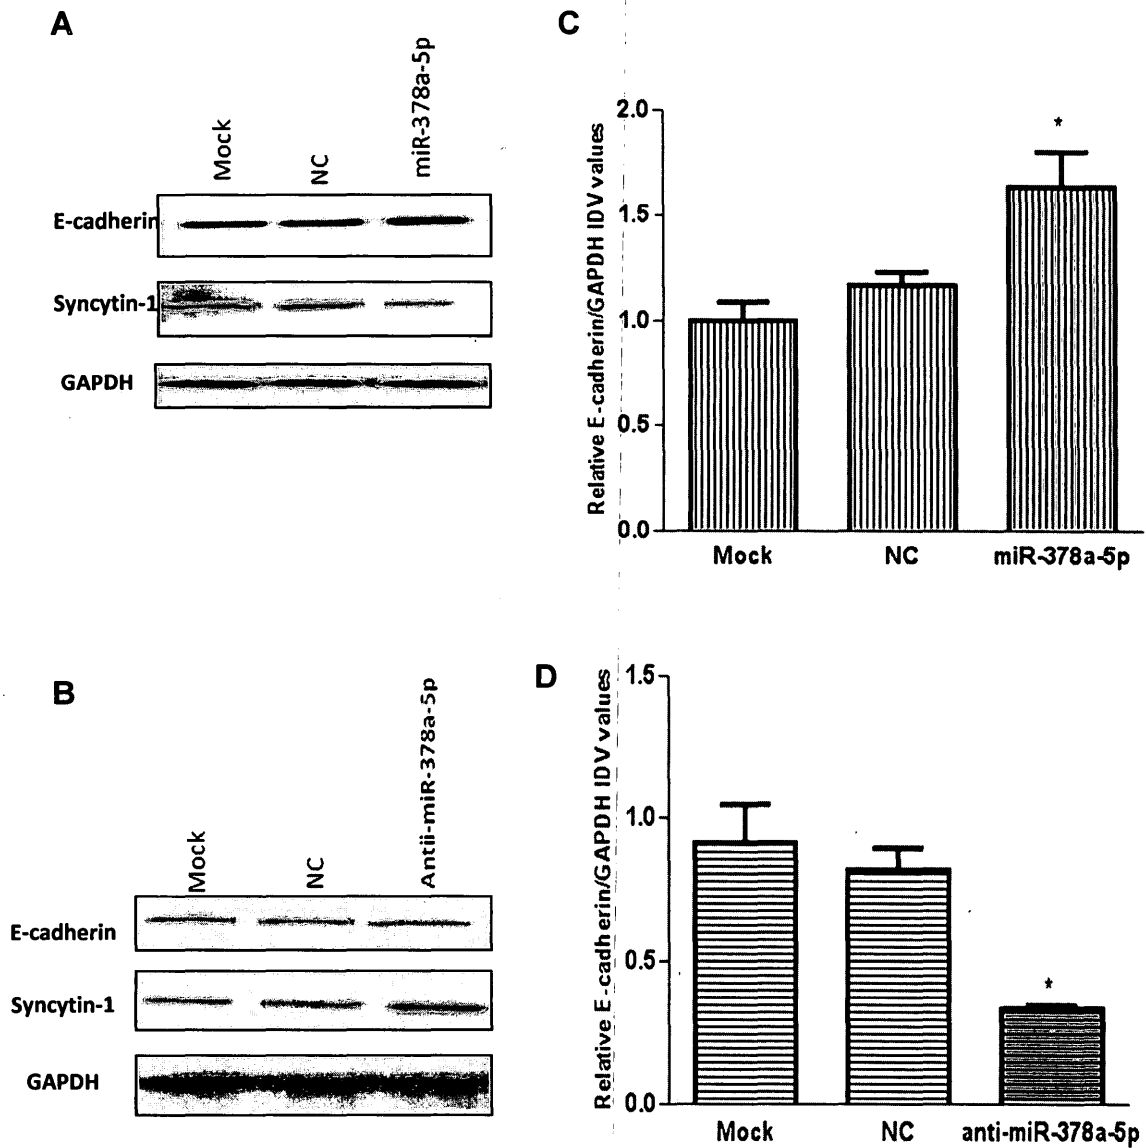 A
Mock
NC
miR-378a-5p
E-cadherin
Syncytin-1
GAPDH
C
Relative E-cadherin/GAPDH IDV values
2.0
1.5
1.0
0.5
0.0
*
Mock
NC
miR-378a-5p
B
Mock
NC
Antii-miR-378a-5p
E-cadherin
Syncytin-1
GAPDH
D
Relative E-cadherin/GAPDH IDV values
1.5
1.0
0.5
0.0
*
Mock
NC
anti-miR-378a-5p